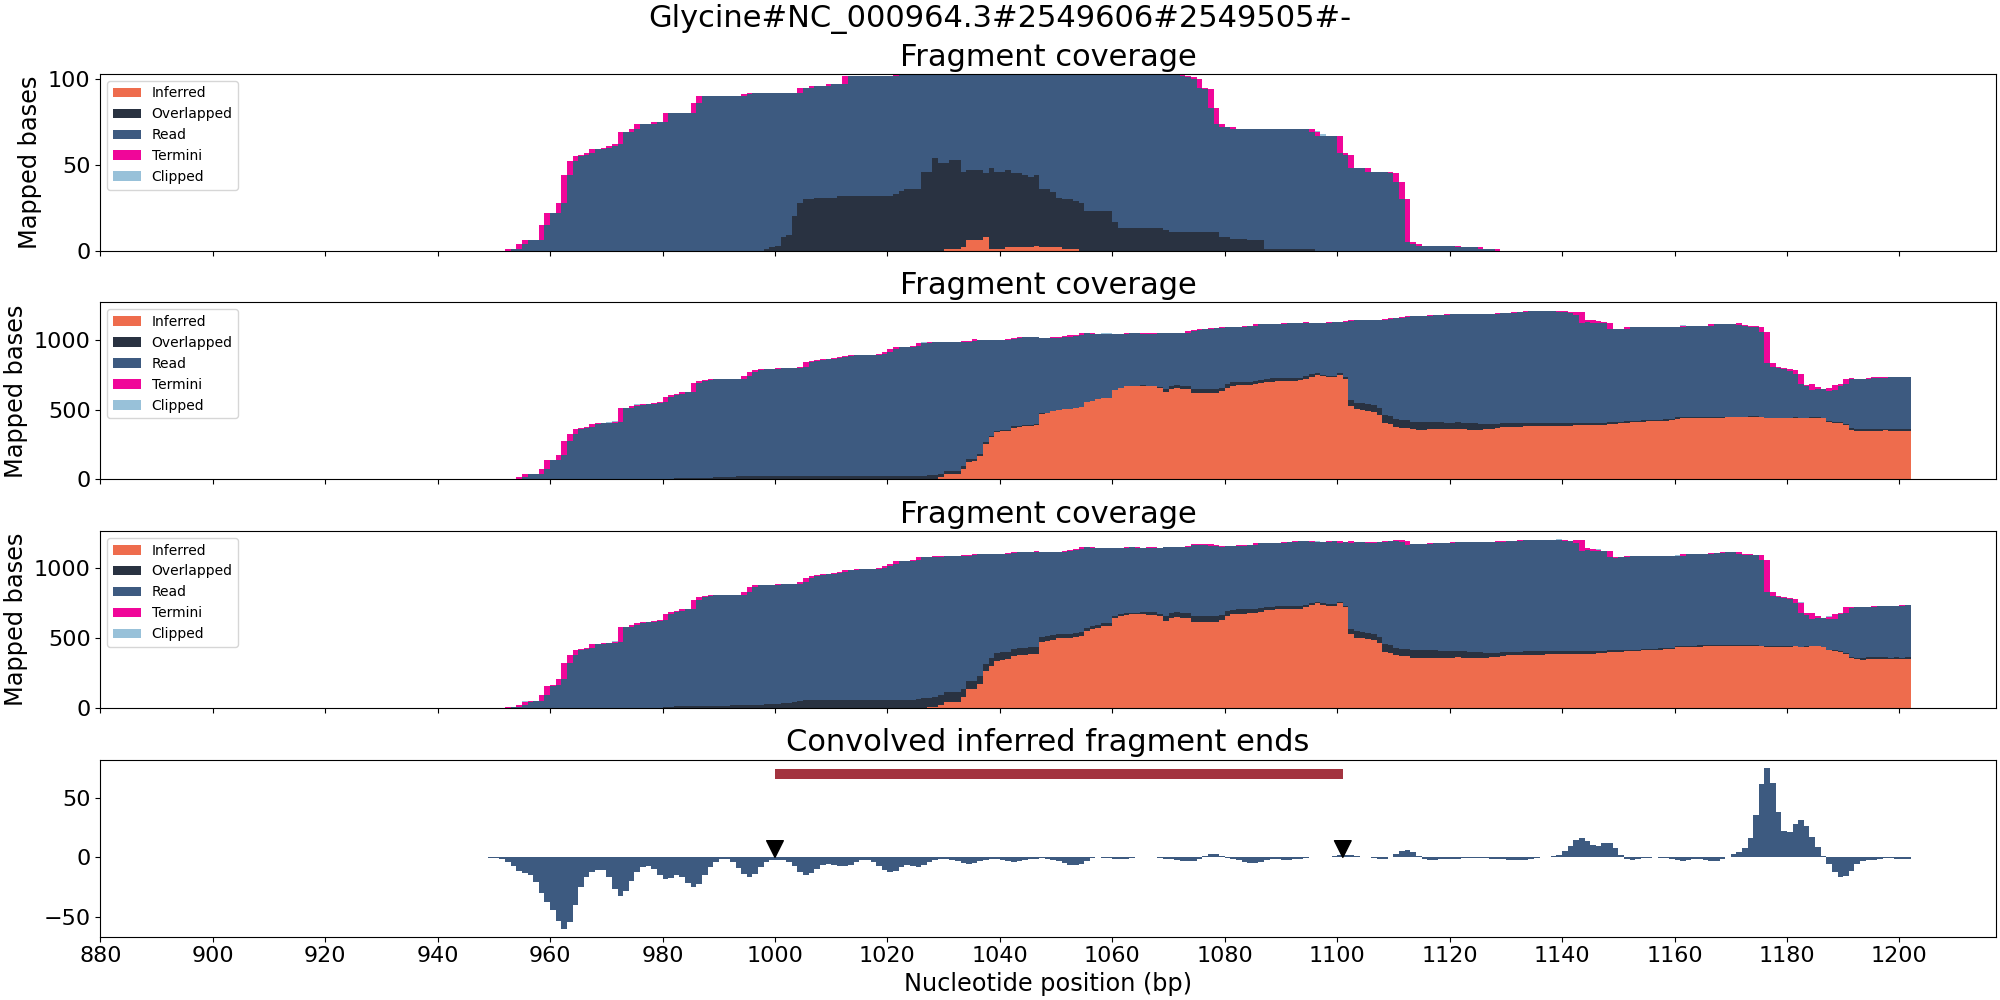 Glycine#NC_000964.3#2549606#2549505#-
Fragment coverage
Mapped bases
100
50
0
Inferred
Overlapped
Read
Termini
Clipped
Fragment coverage
Mapped bases
1000
500
0
Inferred
Overlapped
Read
Termini
Clipped
Fragment coverage
Mapped bases
1000
500
0
Inferred
Overlapped
Read
Termini
Clipped
Convolved inferred fragment ends
50
0
−50
880 900 920 940 960 980 1000 1020 1040 1060 1080 1100 1120 1140 1160 1180 1200
Nucleotide position (bp)